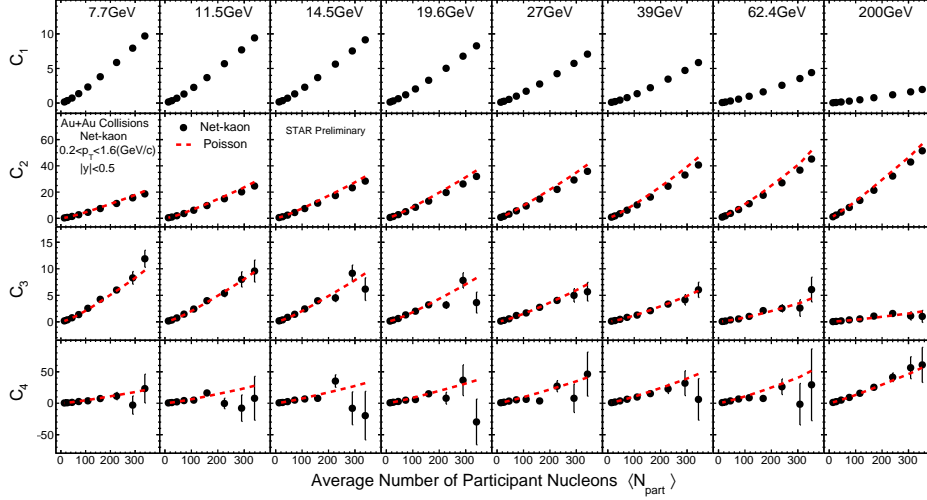 7.7GeV 11.5GeV 14.5GeV 19.6GeV 27GeV 39GeV 62.4GeV 200GeV
10
5
0
C1
Au+Au Collisions
Net-kaon
0.2<pT<1.6(GeV/c)
|y|<0.5
Net-kaon
Poisson
STAR Preliminary
60
40
20
0
C2
15
10
5
0
C3
50
0
-50
C4
0 100 200 300 0 100 200 300 0 100 200 300 0 100 200 300 0 100 200 300 0 100 200 300 0 100 200 300 0 100 200 300
Average Number of Participant Nucleons ⟨Npart⟩